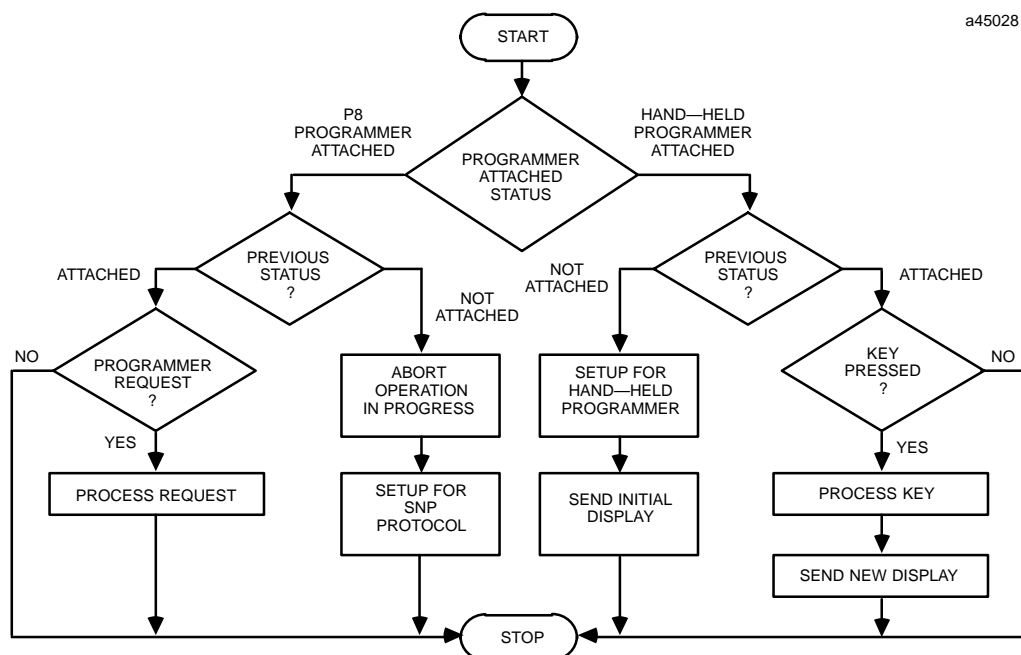 a45028
START
P8
PROGRAMMER
ATTACHED
HAND—HELD
PROGRAMMER
ATTACHED
PROGRAMMER
ATTACHED
STATUS
PREVIOUS
STATUS
?
PREVIOUS
STATUS
?
ATTACHED
NOT
ATTACHED
NOT
ATTACHED
ATTACHED
NO
PROGRAMMER
REQUEST
?
ABORT
OPERATION
IN PROGRESS
SETUP FOR
HAND—HELD
PROGRAMMER
KEY
PRESSED
?
NO
YES
YES
PROCESS REQUEST
SETUP FOR
SNP
PROTOCOL
SEND INITIAL
DISPLAY
PROCESS KEY
SEND NEW DISPLAY
STOP